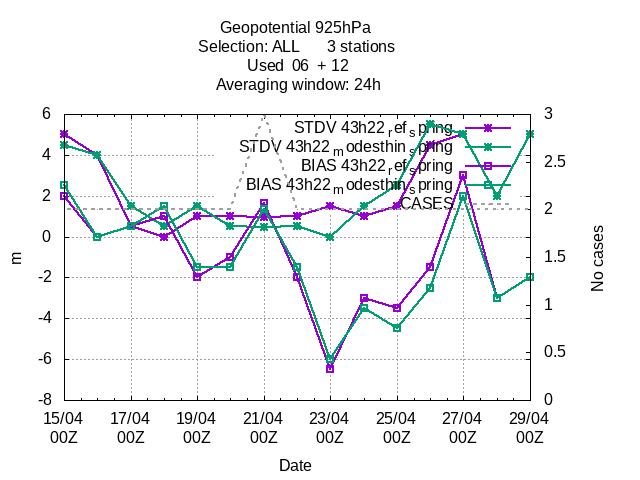 Geopotential 925hPa
Selection: ALL      3 stations
Used  06  + 12
Averaging window: 24h
STDV 43h22_ref_spring
STDV 43h22_modesthin_spring
BIAS 43h22_ref_spring
BIAS 43h22_modesthin_spring
CASES
6
4
2
0
-2
-4
-6
-8
3
2.5
2
1.5
1
0.5
0
m
No cases
15/04 17/04 19/04 21/04 23/04 25/04 27/04 29/04
00Z 00Z 00Z 00Z 00Z 00Z 00Z 00Z
Date